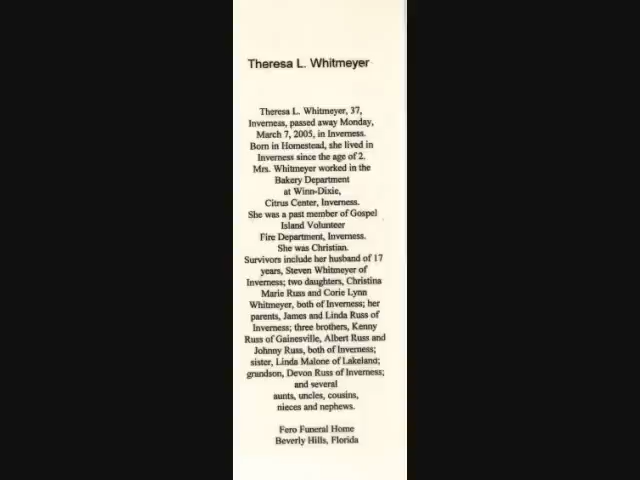 Theresa L. Whitmeyer
Theresa L. Whitmeyer, 37,
Inverness, passed away Monday,
March 7, 2005, in Inverness.
Born in Homestead, she lived in
Inverness since the age of 2.
Mrs. Whitmeyer worked in the
Bakery Department
at Winn-Dixie,
Citrus Center, Inverness.
She was a past member of Gospel
Island Volunteer
Fire Department, Inverness.
She was Christian.
Survivors include her husband of 17
years, Steven Whitmeyer of
Inverness; two daughters, Christina
Marie Russ and Corie Lynn
Whitmeyer, both of Inverness; her
parents, James and Linda Russ of
Inverness; three brothers, Kenny
Russ of Gainesville, Albert Russ and
Johnny Russ, both of Inverness;
sister, Linda Malone of Lakeland;
grandson, Devon Russ of Inverness;
and several
aunts, uncles, cousins,
nieces and nephews.
Fero Funeral Home
Beverly Hills, Florida